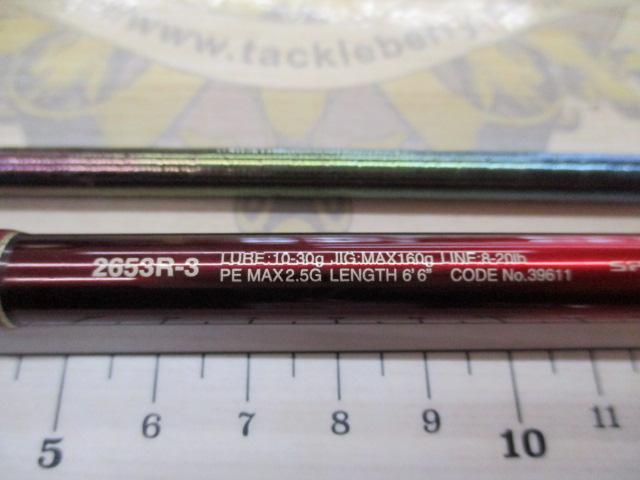 www.tackleberry
2653R-3
LURE:10-30g JIG:MAX160g LINE:8-20lb
PE MAX2.5G LENGTH 6'6" CODE No.39611
5 6 7 8 9 10 11